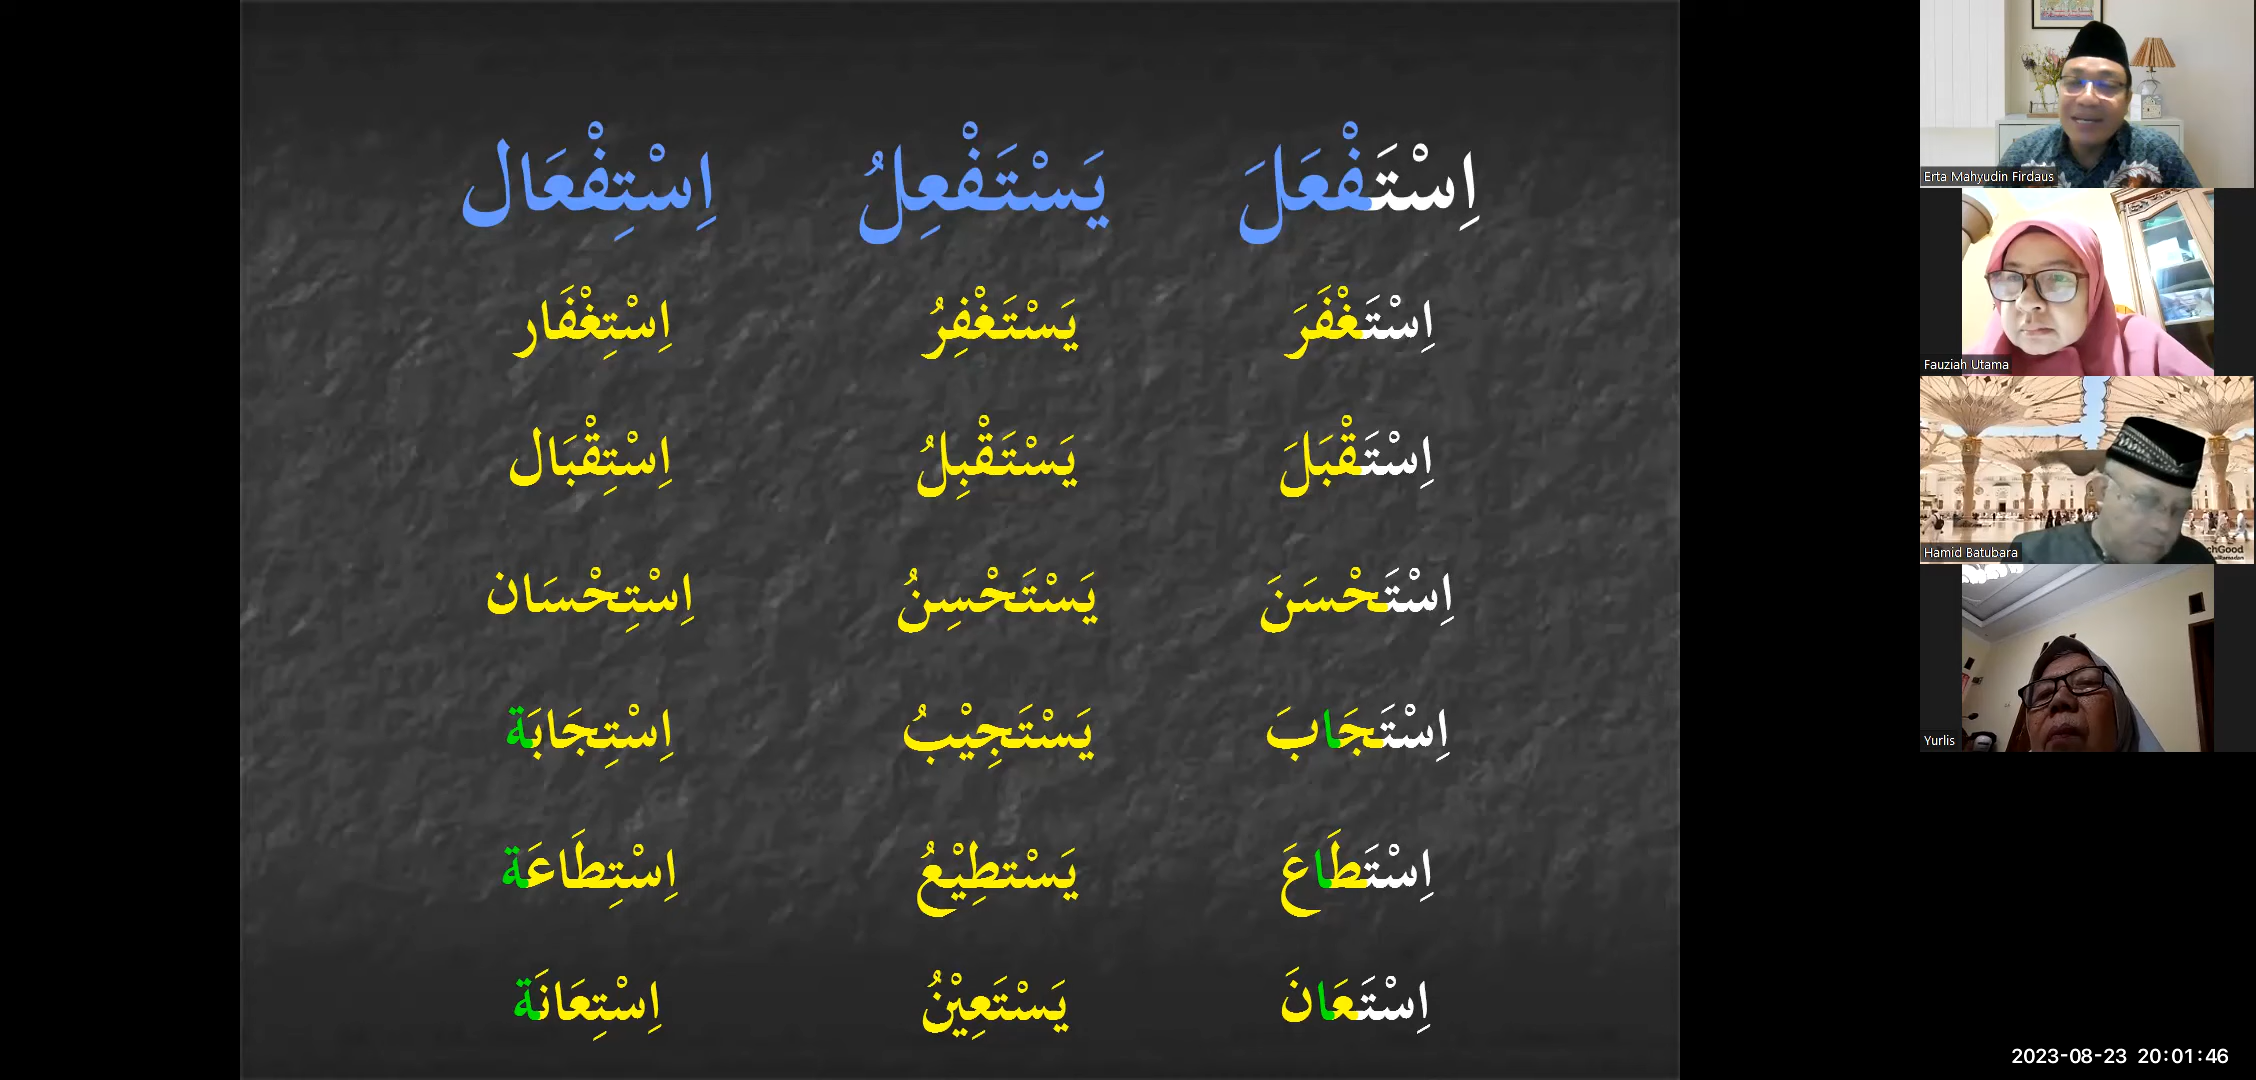 اِسْتَفْعَلَ يَسْتَفْعِلُ اِسْتِفْعَال
اِسْتَغْفَرَ يَسْتَغْفِرُ اِسْتِغْفَار
اِسْتَقْبَلَ يَسْتَقْبِلُ اِسْتِقْبَال
اِسْتَحْسَنَ يَسْتَحْسِنُ اِسْتِحْسَان
اِسْتَجَابَ يَسْتَجِيْبُ اِسْتِجَابَة
اِسْتَطَاعَ يَسْتطِيْعُ اِسْتِطَاعَة
اِسْتَعَانَ يَسْتَعِيْنُ اِسْتِعَانَة
Erta Mahyudin Firdaus
Fauziah Utama
Hamid Batubara
Yurlis
2023-08-23 20:01:46